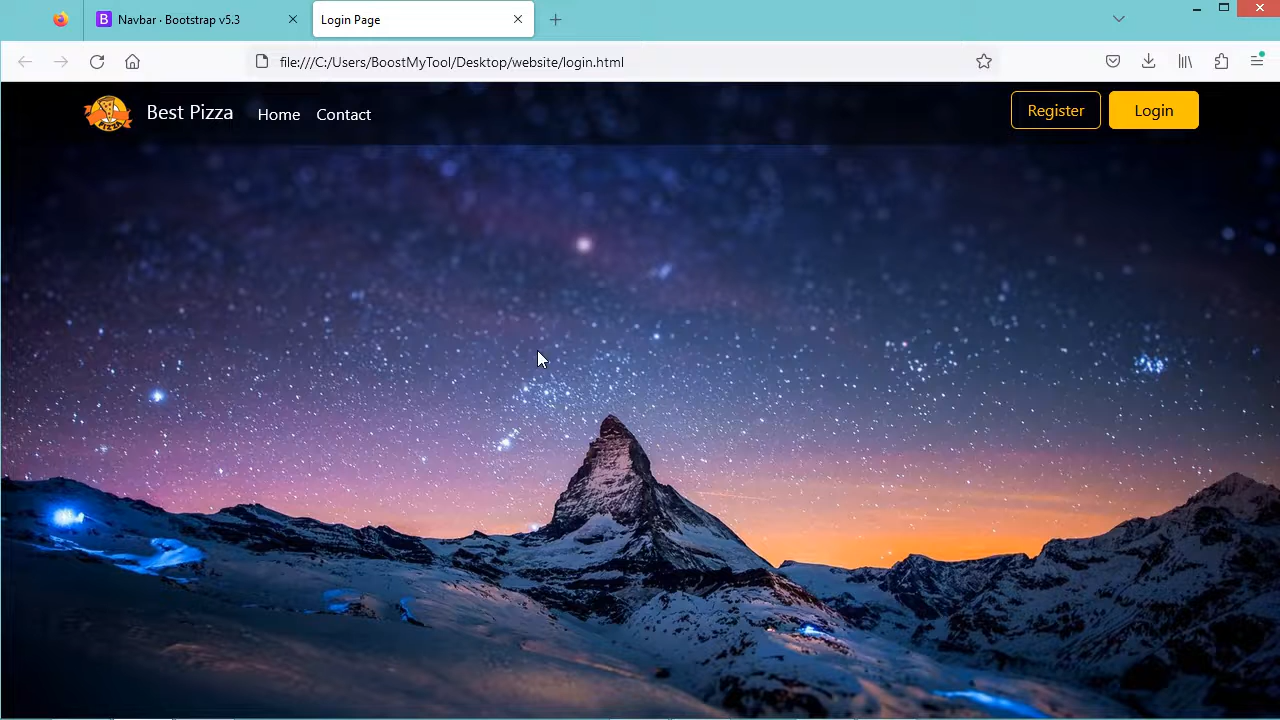 Navbar · Bootstrap v5.3
Login Page
file:///C:/Users/BoostMyTool/Desktop/website/login.html
PIZZA
Best Pizza
Home
Contact
Register
Login